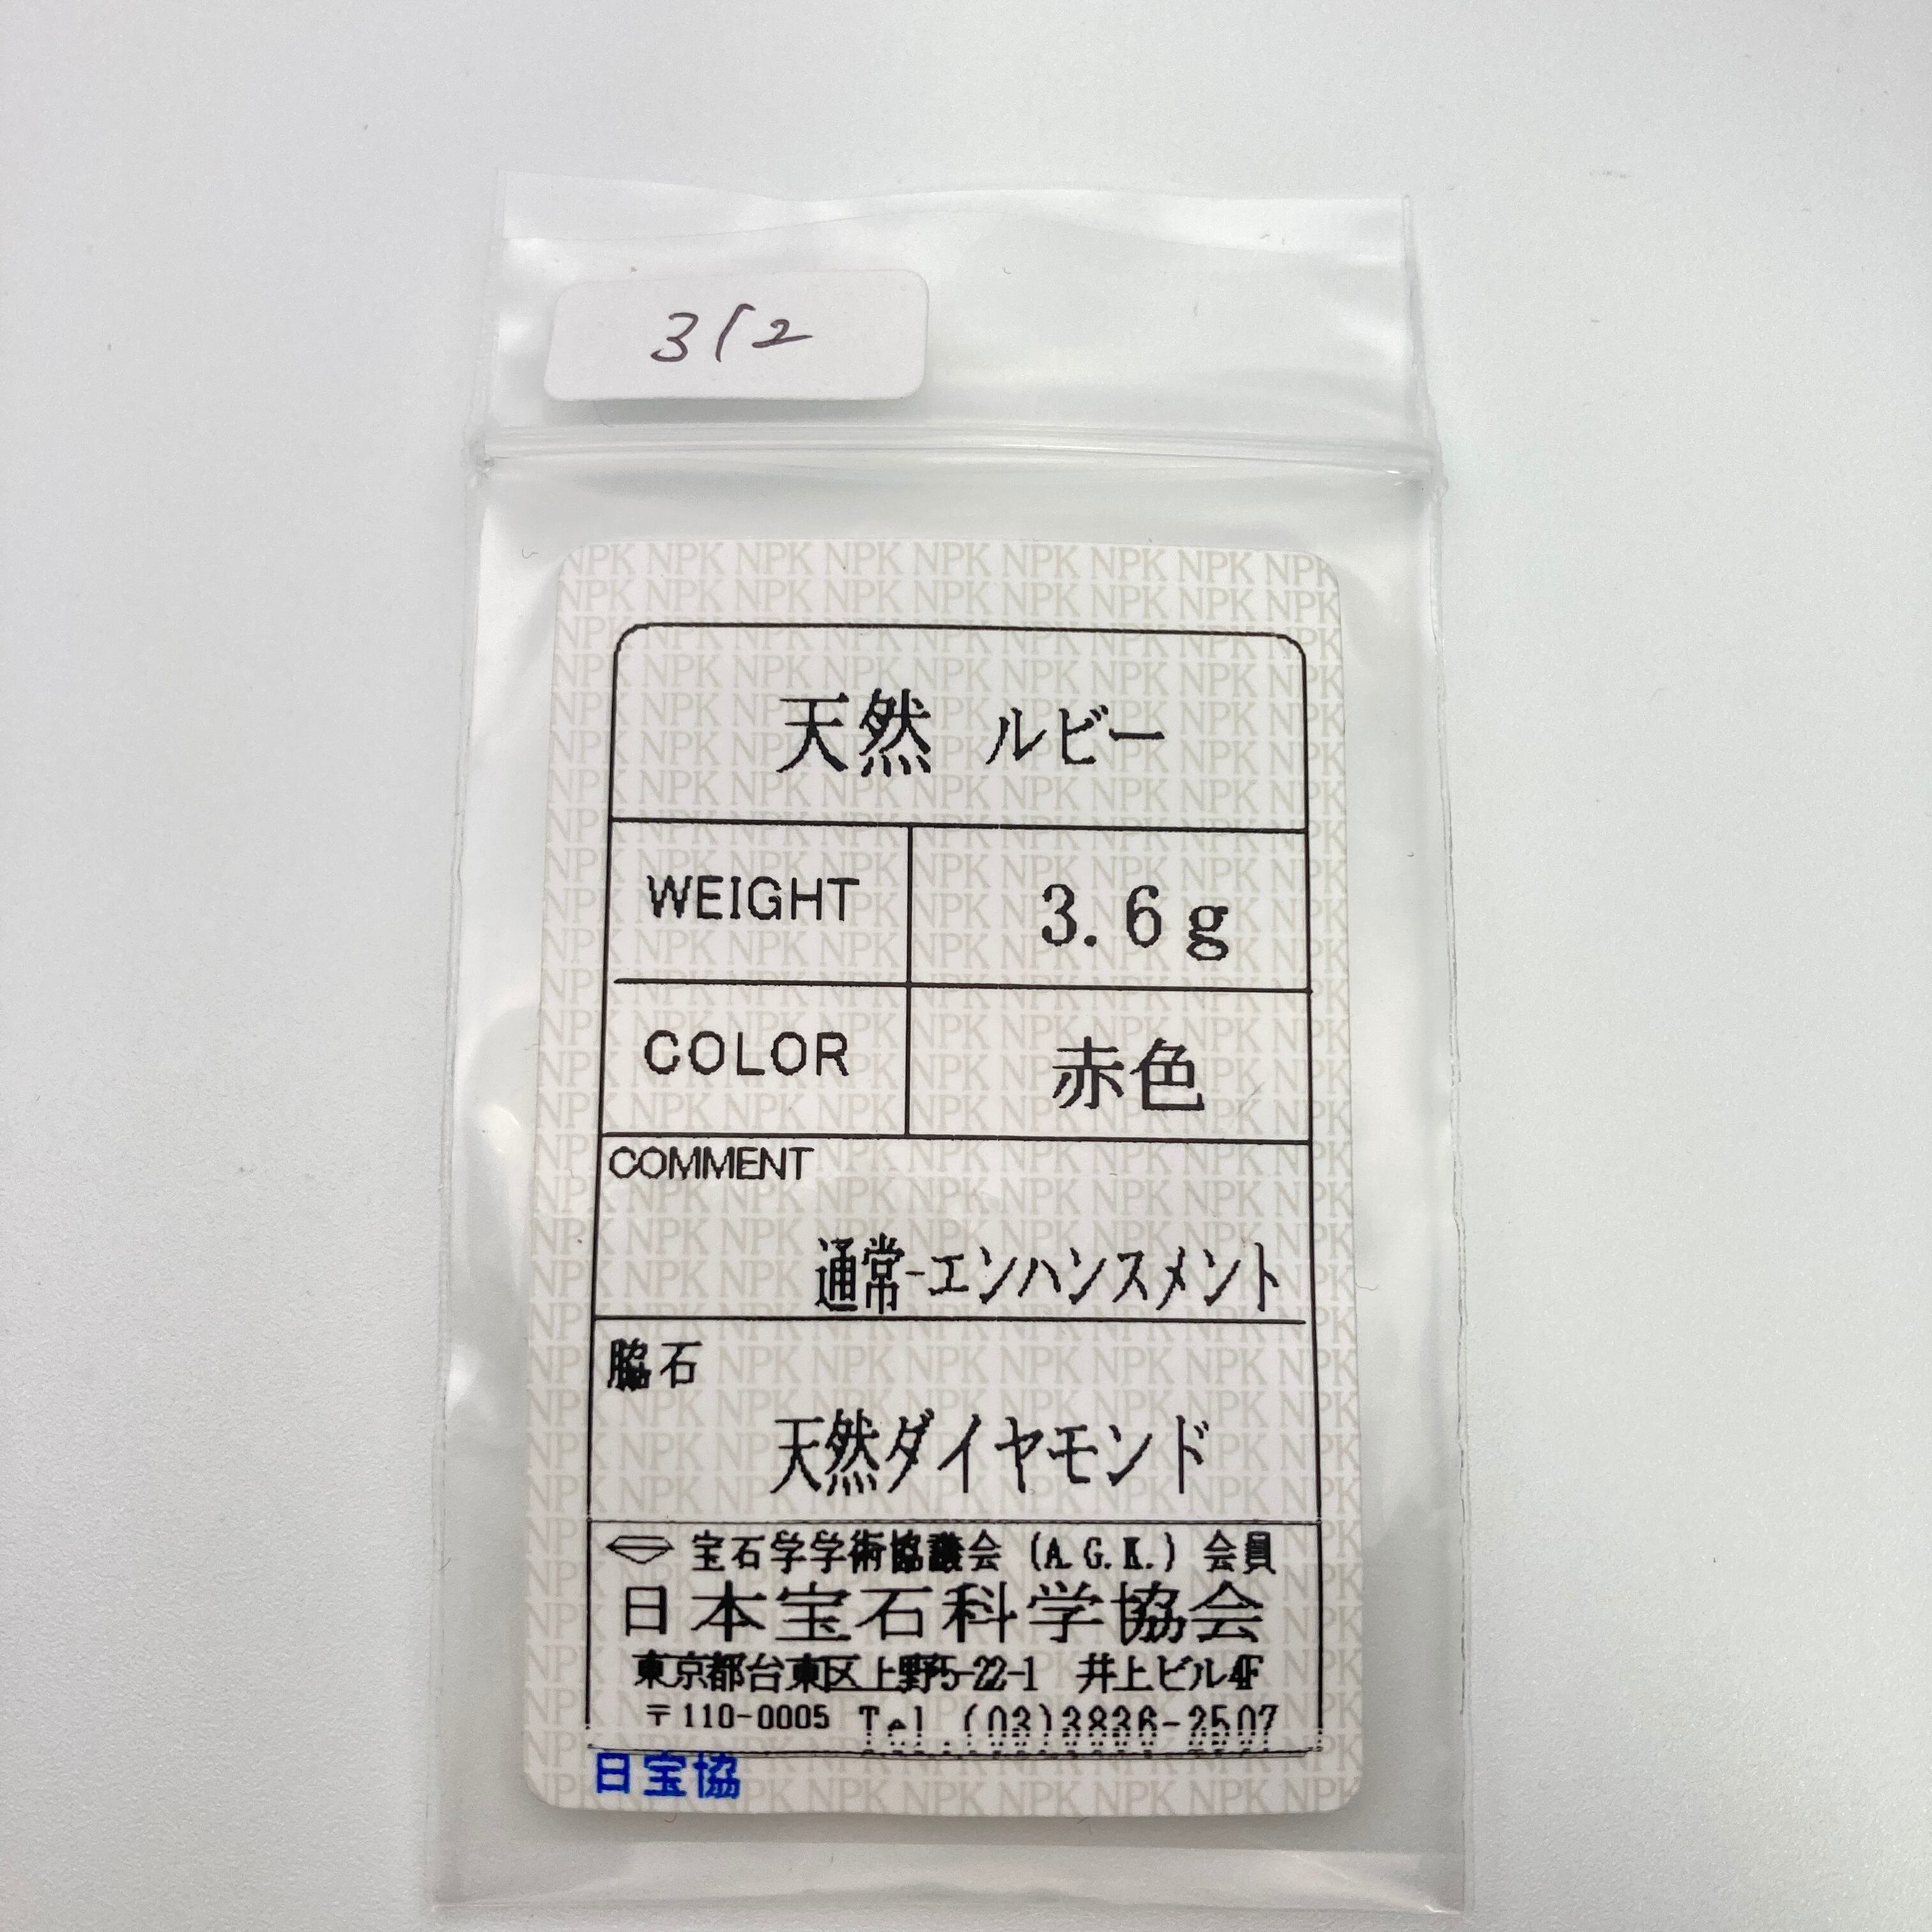 312
天然 ルビー
WEIGHT 3.6g
COLOR 赤色
COMMENT
通常-エンハンスメント
脇石
天然ダイヤモンド
宝石学学術協議会 (A.G.K.) 会員
日本宝石科学協会
東京都台東区上野5-22-1 井上ビル4F
〒110-0005 Tel.(03)3836-2507
日宝協
NPK